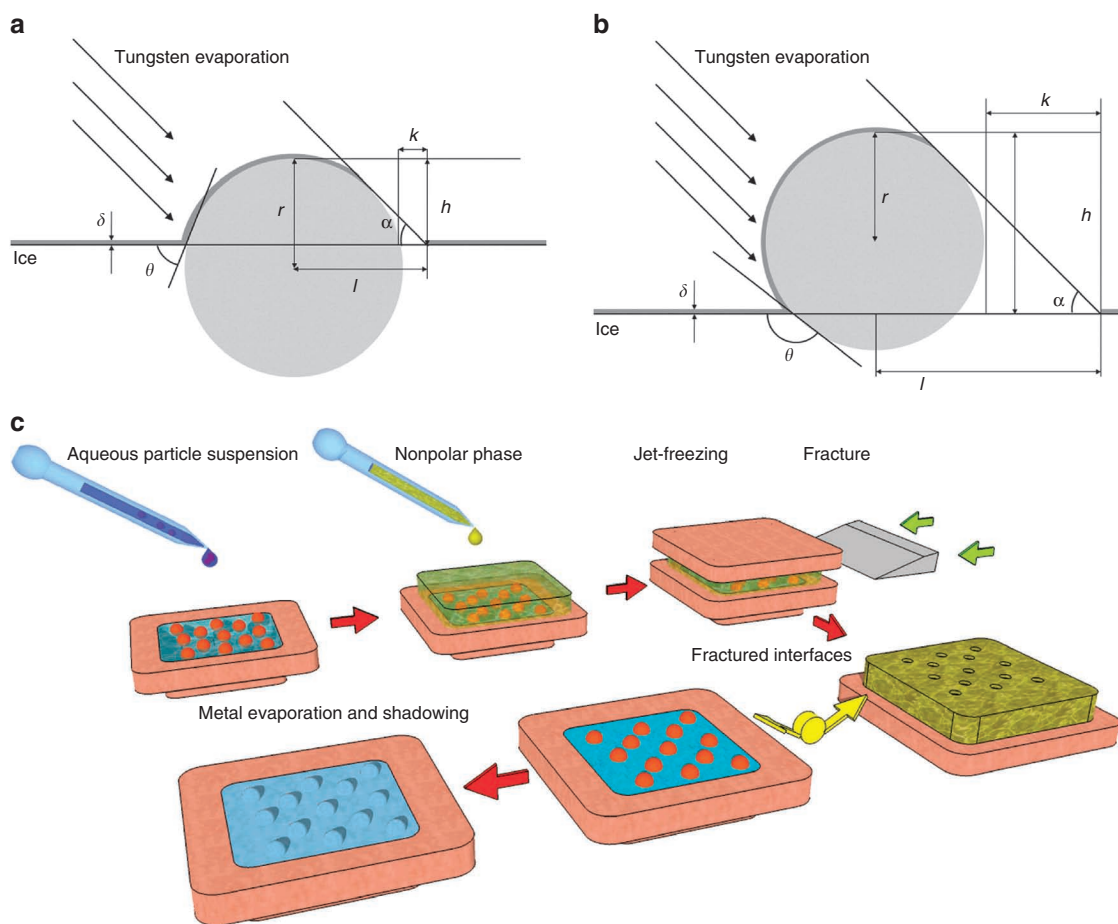 a
Tungsten evaporation
k
r
h
α
δ
Ice
θ
l
b
Tungsten evaporation
k
r
h
δ
α
Ice
θ
l
c
Aqueous particle suspension
Nonpolar phase
Jet-freezing
Fracture
Fractured interfaces
Metal evaporation and shadowing